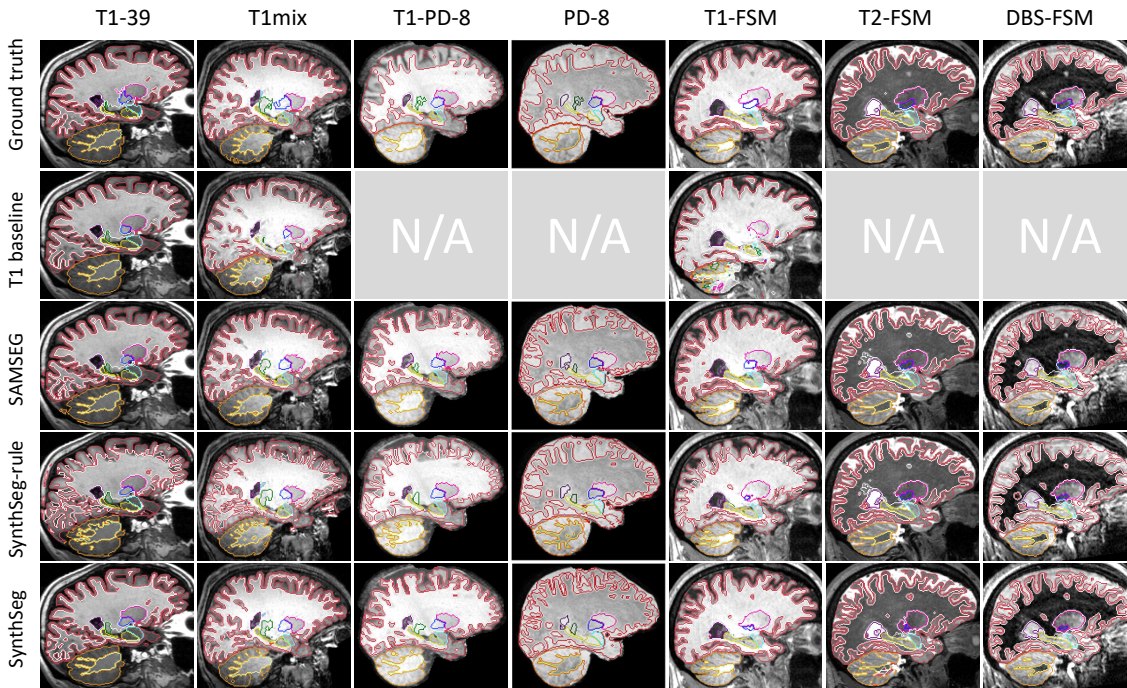 T1-39 T1mix T1-PD-8 PD-8 T1-FSM T2-FSM DBS-FSM
Ground truth
T1 baseline
N/A N/A N/A N/A
SAMSEG
SynthSeg-rule
SynthSeg